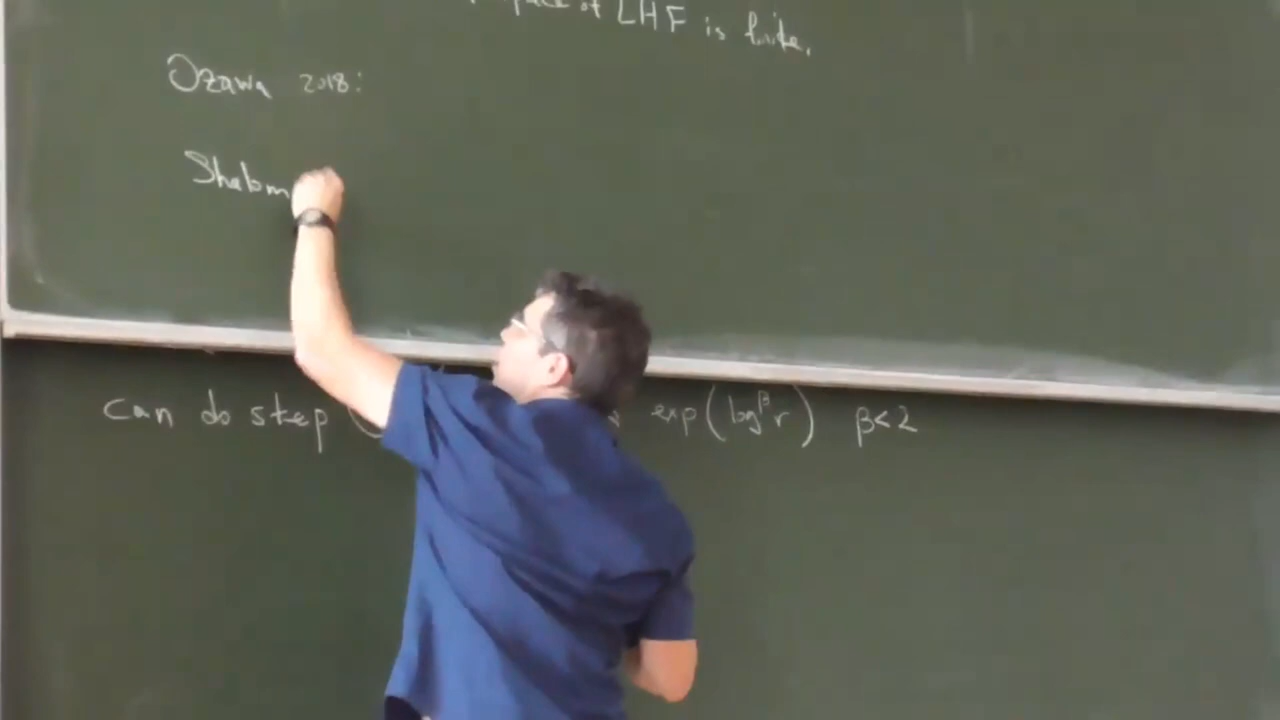 of LHF is finite.
Ozawa 2018:
Shalom
can do step ( exp(log^β r) β<2